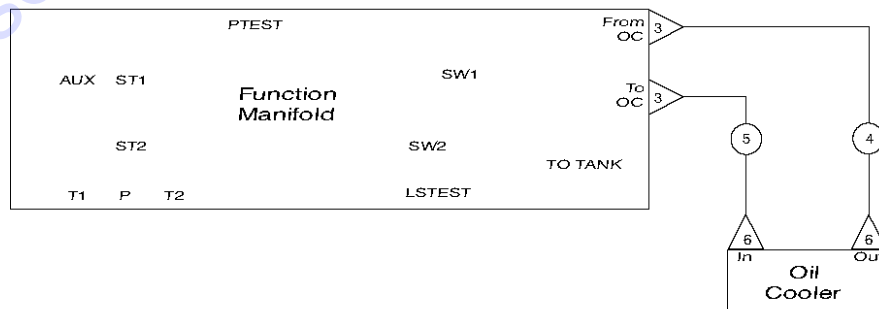 PTEST
From
OC
3
AUX ST1
SW1
Function
Manifold
To
OC
3
ST2
SW2
5
4
TO TANK
T1 P T2
LSTEST
6
6
In
Out
Oil
Cooler